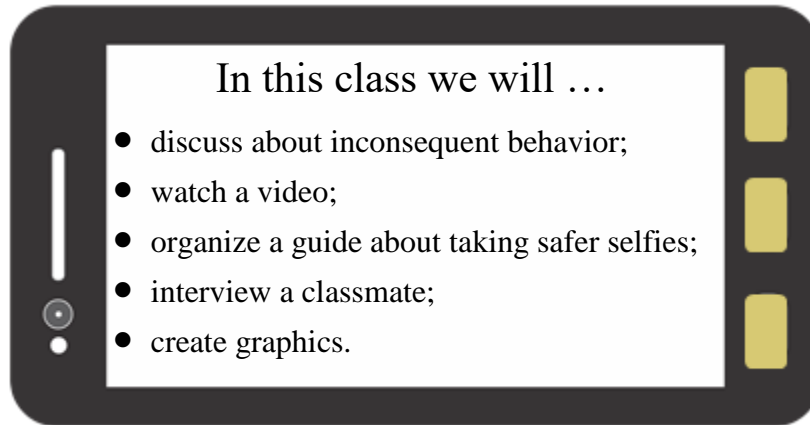 In this class we will …
• discuss about inconsequent behavior;
• watch a video;
• organize a guide about taking safer selfies;
• interview a classmate;
• create graphics.